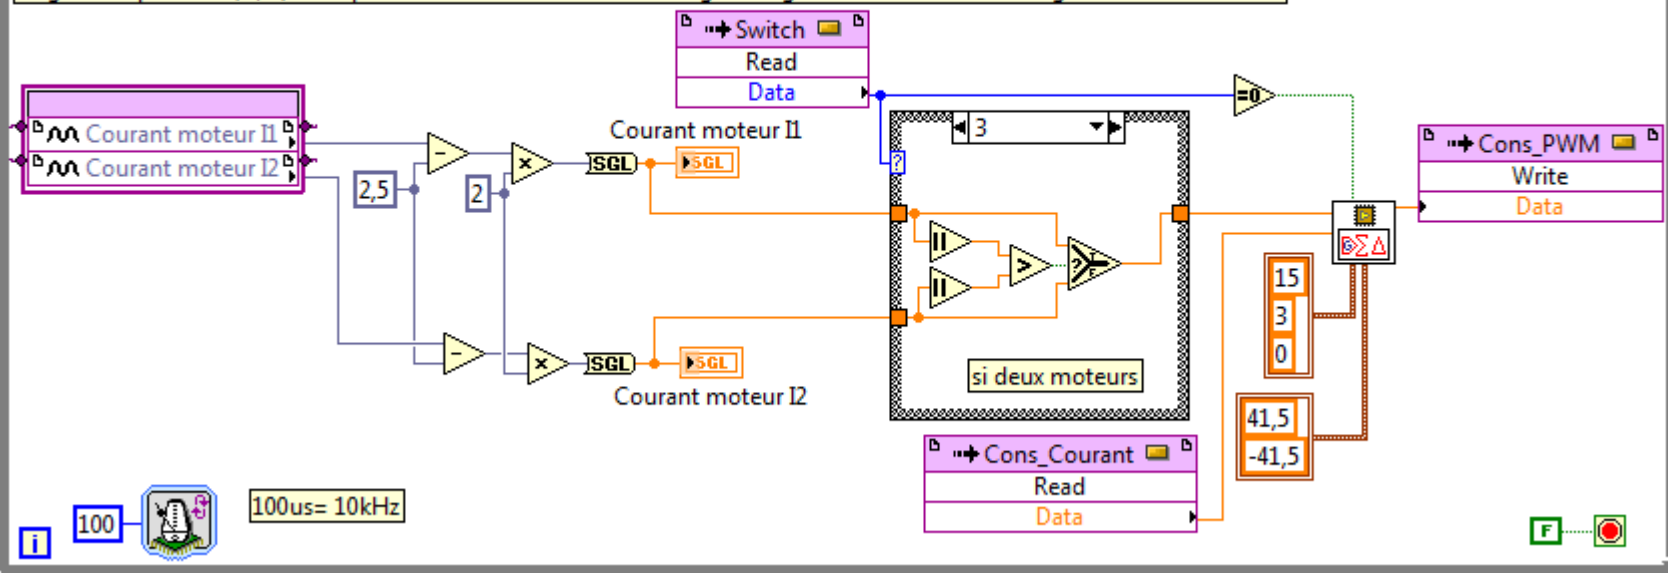 Switch
Read
Data
=0
Courant moteur I1
Courant moteur I1
3
Cons_PWM
Courant moteur I2
-
x
SGL
SGL
?
Write
2,5
2
Data
>
?
15
3
0
-
x
SGL
SGL
si deux moteurs
Courant moteur I2
41,5
-41,5
Cons_Courant
Read
Data
100
100us= 10kHz
i
F